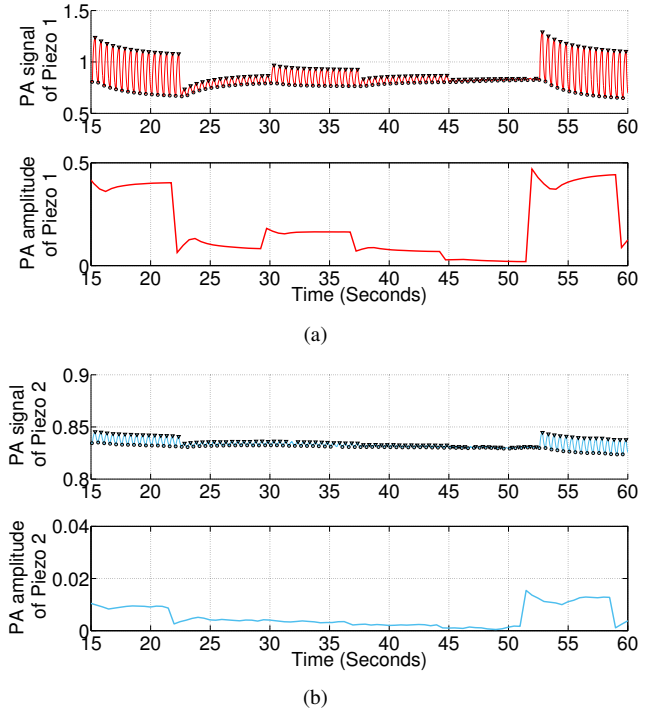 PA signal
of Piezo 1
1.5
1
0.5
15 20 25 30 35 40 45 50 55 60
PA amplitude
of Piezo 1
0.5
0
15 20 25 30 35 40 45 50 55 60
Time (Seconds)
(a)
PA signal
of Piezo 2
0.9
0.85
0.8
15 20 25 30 35 40 45 50 55 60
PA amplitude
of Piezo 2
0.04
0.02
0
15 20 25 30 35 40 45 50 55 60
Time (Seconds)
(b)